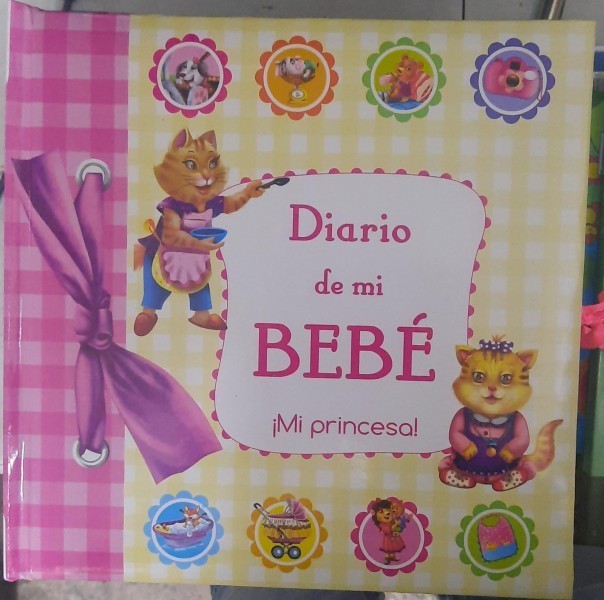 Diario
de mi
BEBÉ
¡Mi princesa!